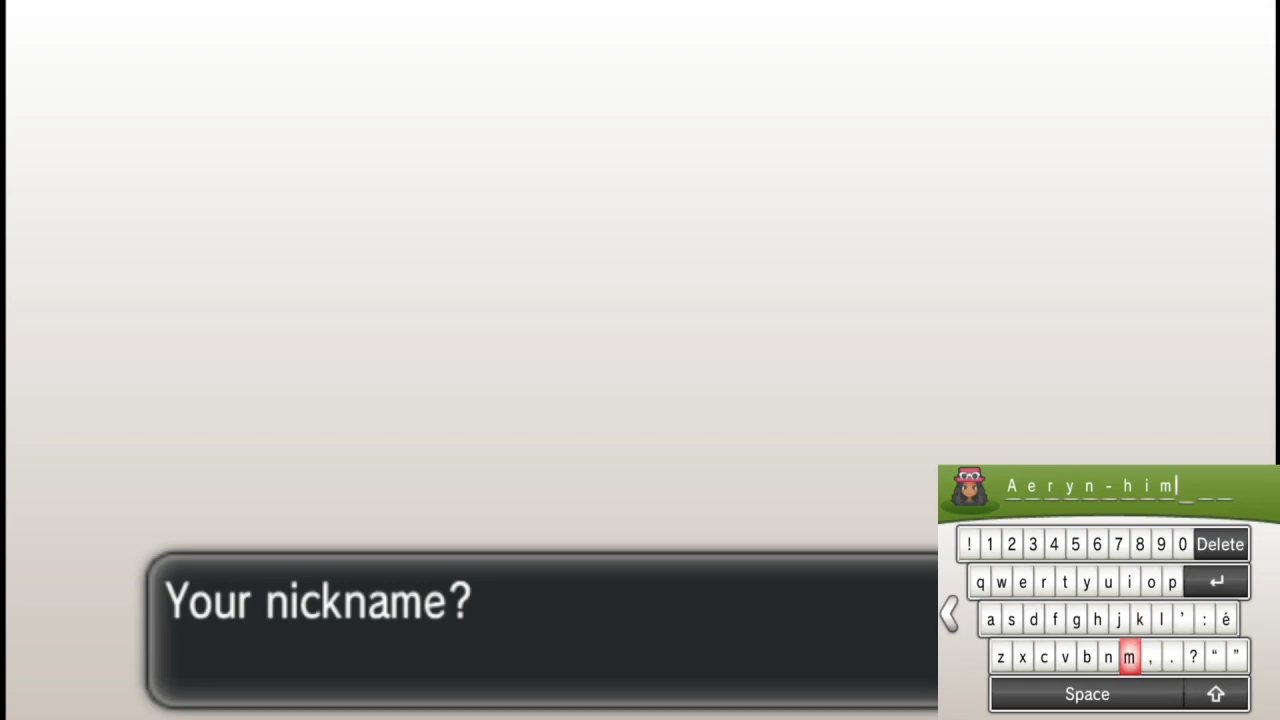 Your nickname?
Aeryn-him
! 1 2 3 4 5 6 7 8 9 0 Delete
q w e r t y u i o p ↵
a s d f g h j k l ' : é
z x c v b n m , . ? “ ”
Space